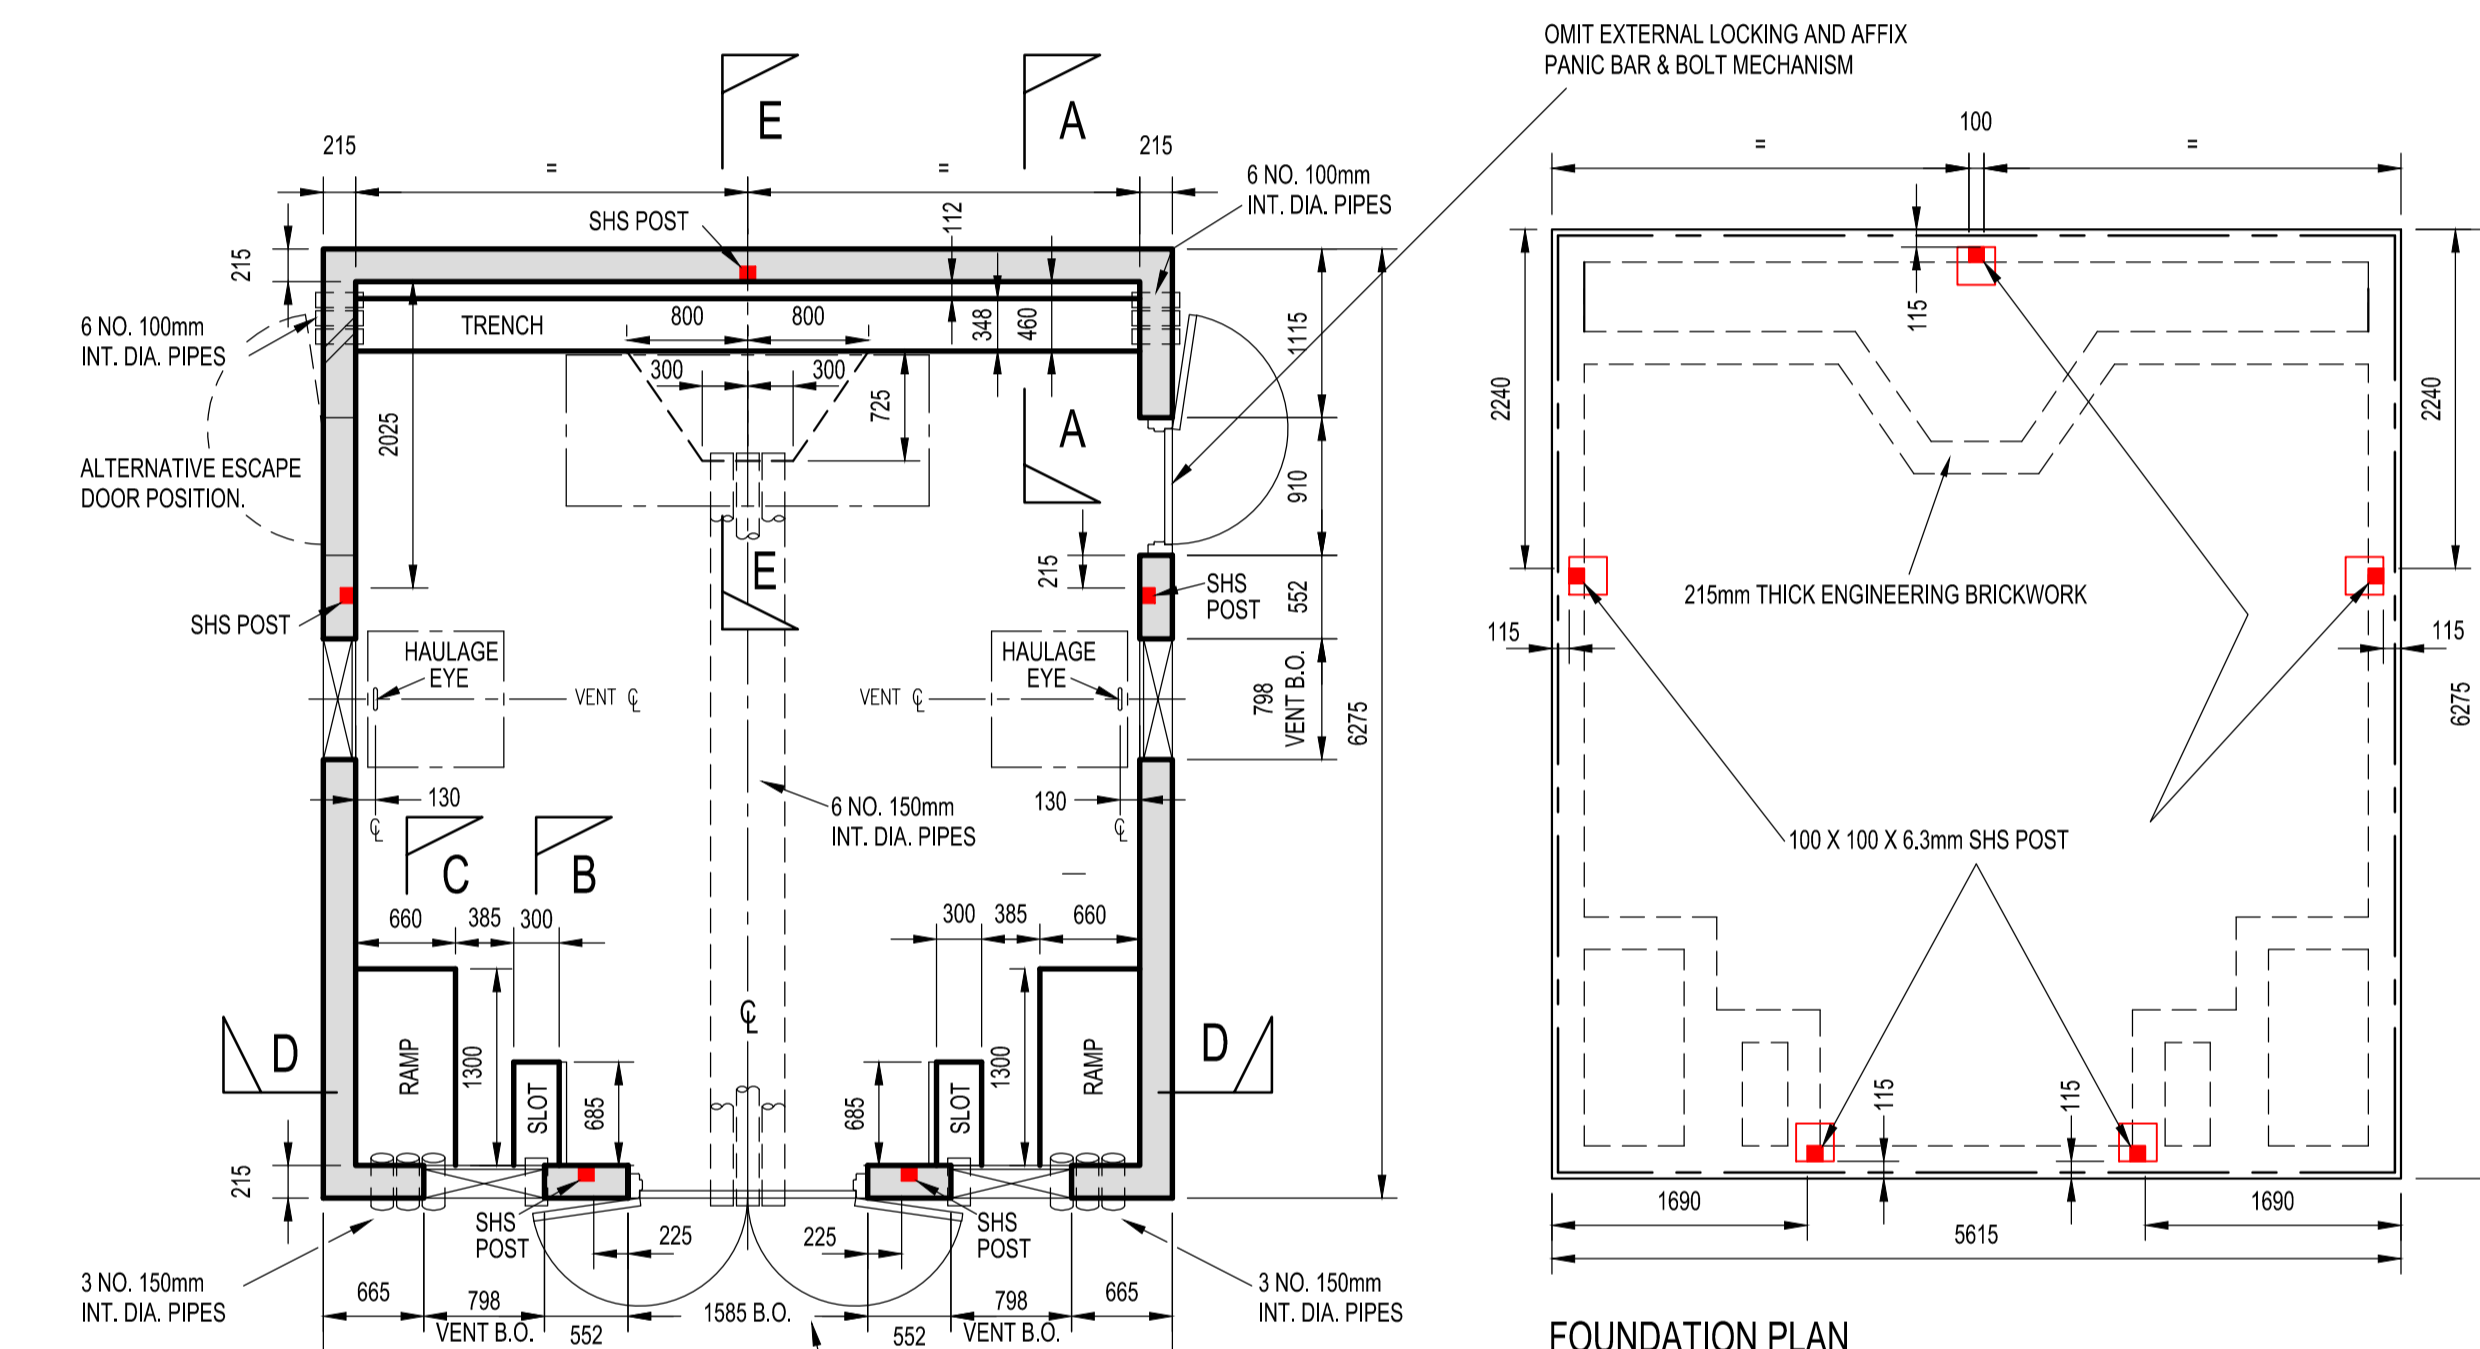 OMIT EXTERNAL LOCKING AND AFFIX
PANIC BAR & BOLT MECHANISM
E
A
215
=
=
215
6 NO. 100mm
INT. DIA. PIPES
SHS POST
112
215
6 NO. 100mm
INT. DIA. PIPES
TRENCH
800
800
348
460
1115
300
300
725
2025
A
ALTERNATIVE ESCAPE
DOOR POSITION.
910
E
215
SHS
POST
552
SHS POST
HAULAGE
EYE
VENT ℄
VENT ℄
HAULAGE
EYE
798
VENT B.O.
6275
130
℄
130
℄
6 NO. 150mm
INT. DIA. PIPES
C
B
660
385
300
300
385
660
℄
D
D
RAMP
1300
SLOT
685
685
SLOT
1300
RAMP
215
SHS
POST
225
225
SHS
POST
3 NO. 150mm
INT. DIA. PIPES
3 NO. 150mm
INT. DIA. PIPES
665
798
VENT B.O.
552
1585 B.O.
552
798
VENT B.O.
665
100
=
=
115
2240
2240
215mm THICK ENGINEERING BRICKWORK
115
115
6275
100 X 100 X 6.3mm SHS POST
115
115
1690
1690
5615
FOUNDATION PLAN